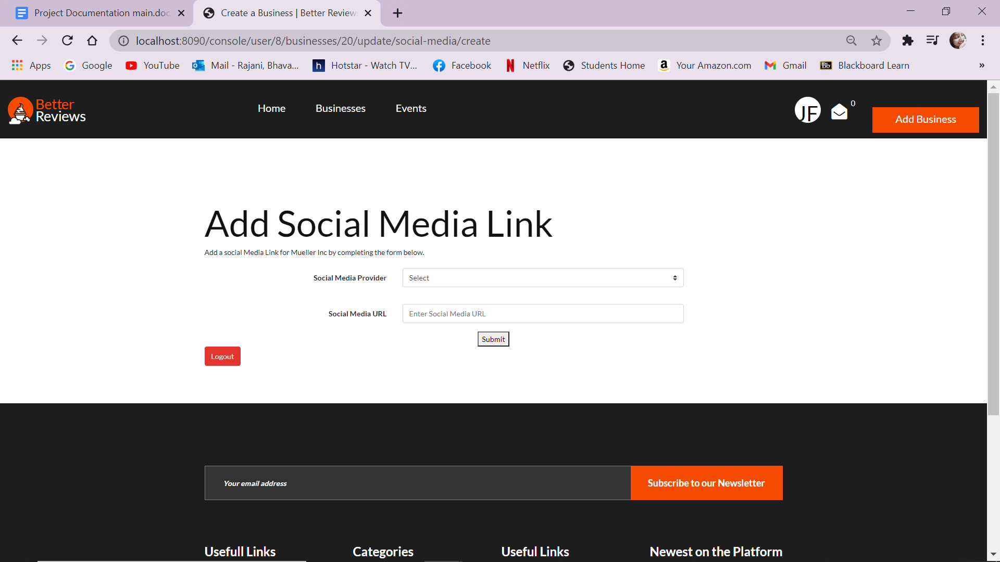 Project Documentation main.doc
Create a Business | Better Review
localhost:8090/console/user/8/businesses/20/update/social-media/create
Apps Google YouTube Mail - Rajani, Bhava... Hotstar - Watch TV... Facebook Netflix Students Home Your Amazon.com Gmail Blackboard Learn »
Better
Reviews
Home Businesses Events
JF 0 Add Business
Add Social Media Link
Add a social Media Link for Mueller Inc by completing the form below.
Social Media Provider Select
Social Media URL Enter Social Media URL
Submit
Logout
Your email address Subscribe to our Newsletter
Usefull Links Categories Useful Links Newest on the Platform